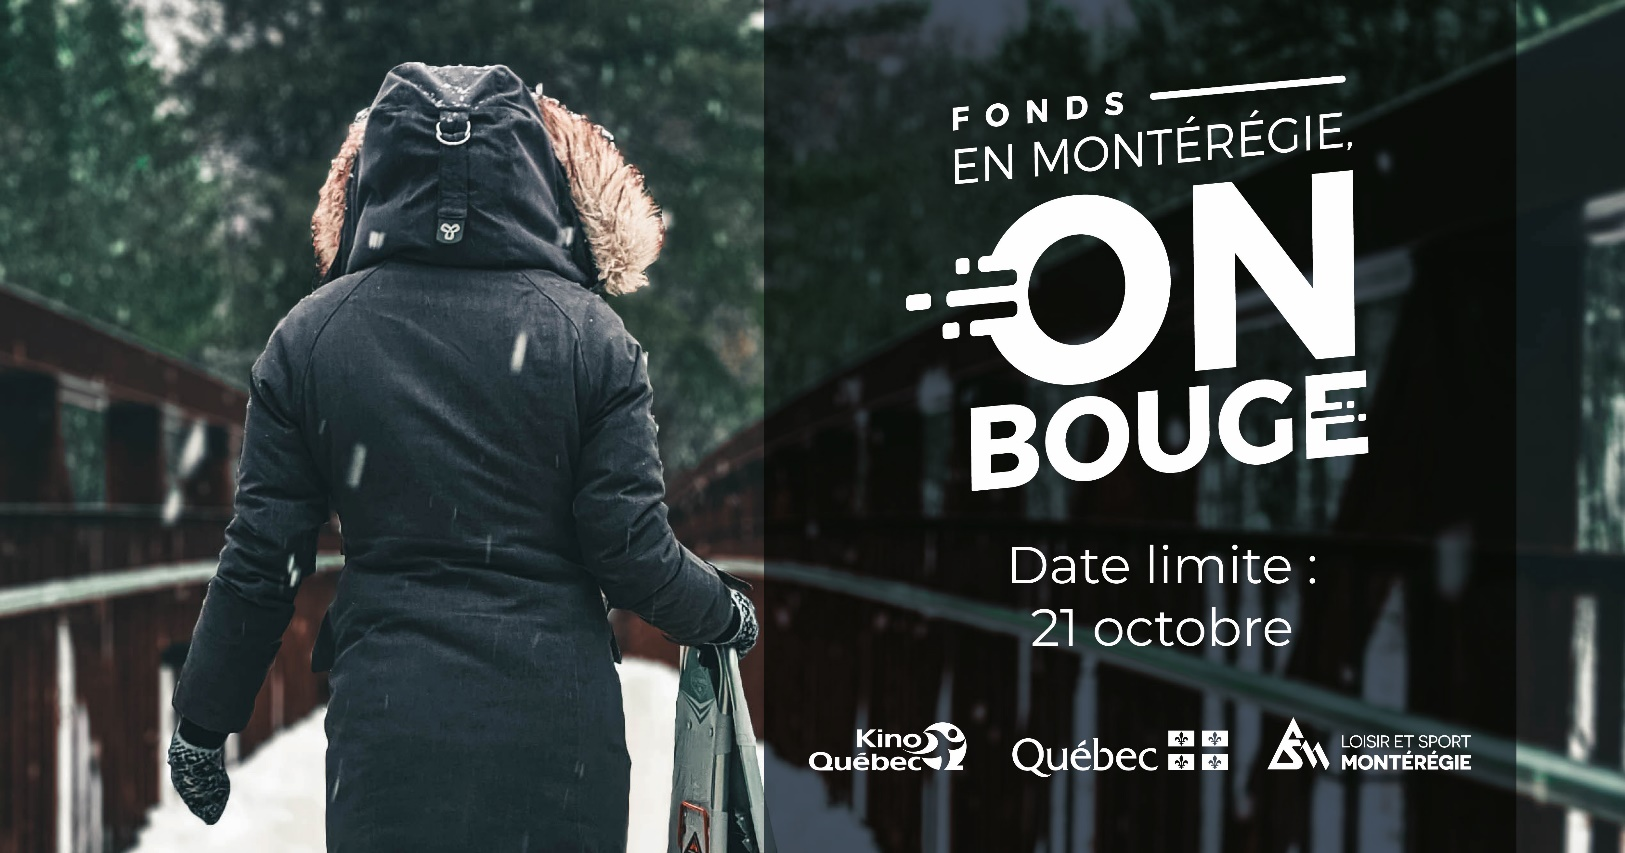 FONDS
EN MONTÉRÉGIE,
ON
BOUGE
Date limite :
21 octobre
Kino
Québec
Québec
LOISIR ET SPORT
MONTÉRÉGIE